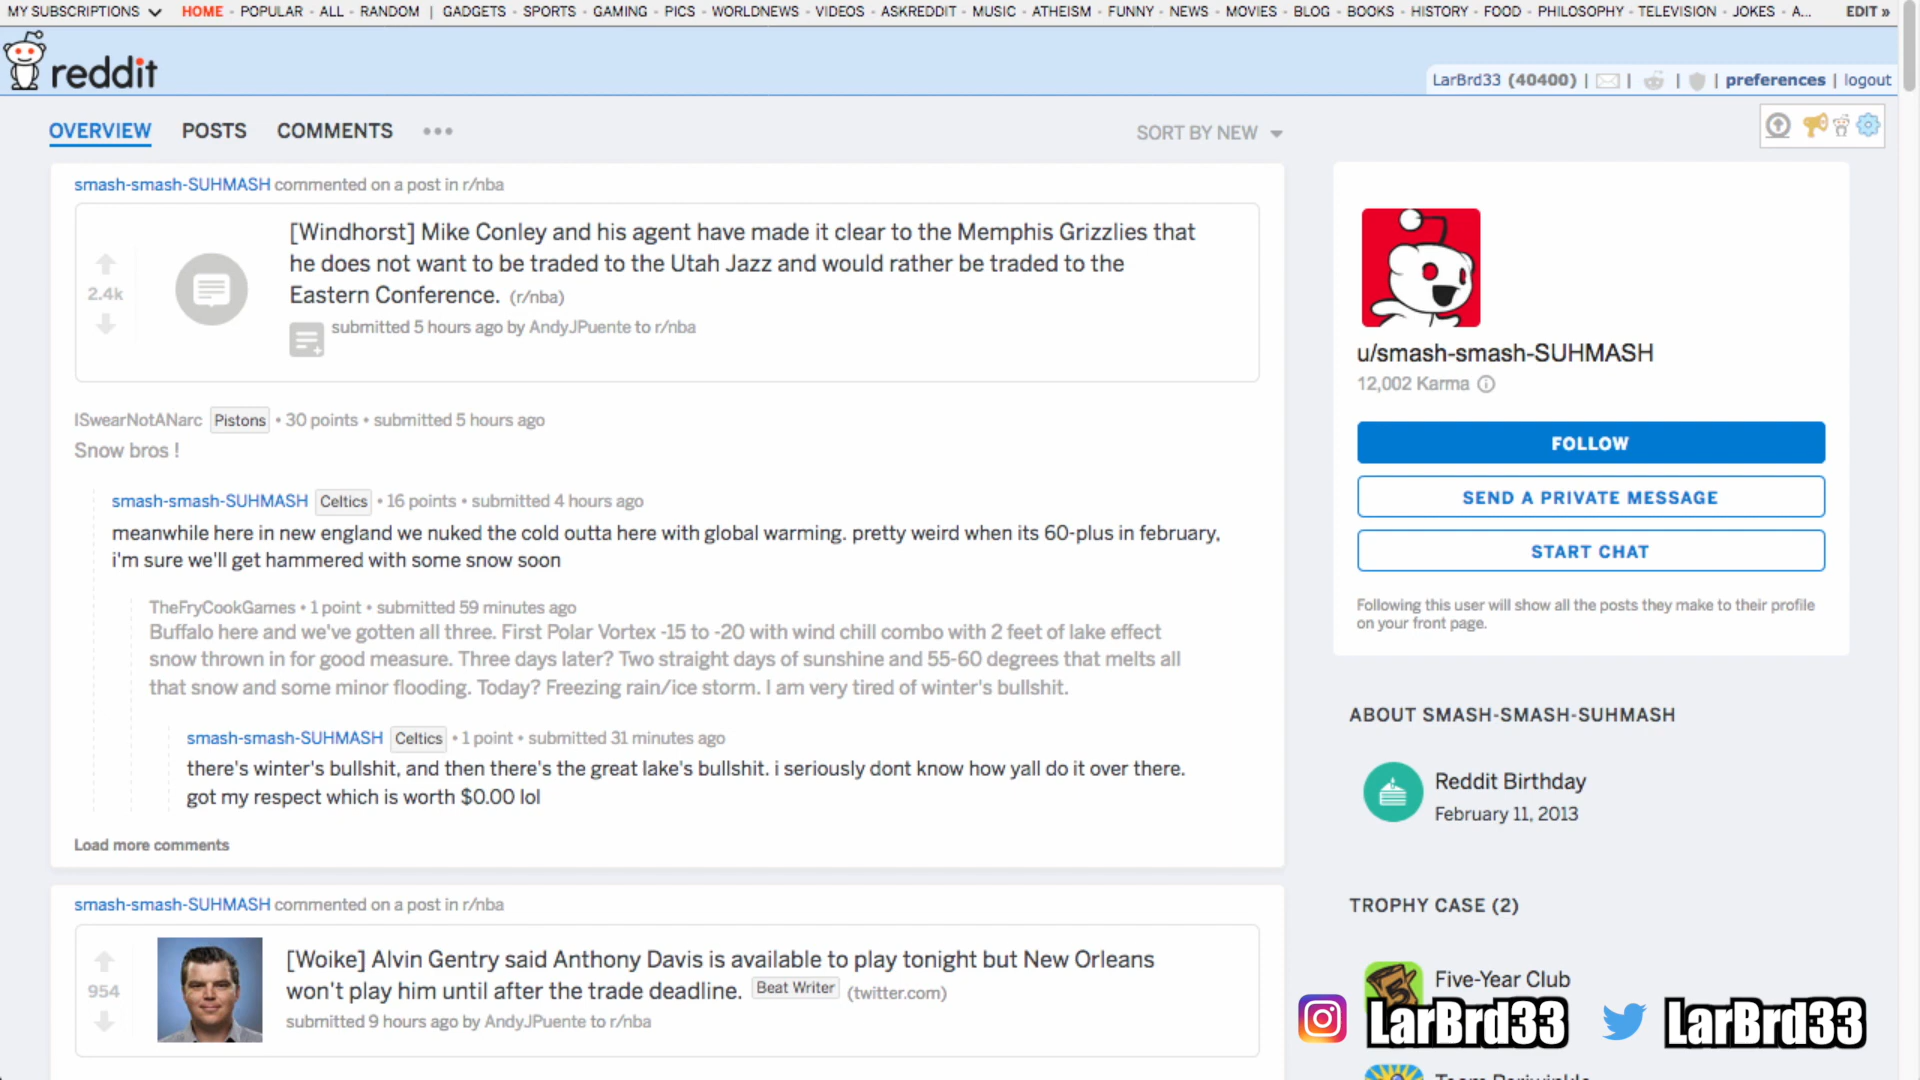 MY SUBSCRIPTIONS HOME - POPULAR - ALL - RANDOM | GADGETS - SPORTS - GAMING - PICS - WORLDNEWS - VIDEOS - ASKREDDIT - MUSIC - ATHEISM - FUNNY - NEWS - MOVIES - BLOG - BOOKS - HISTORY - FOOD - PHILOSOPHY - TELEVISION - JOKES - A... EDIT »
reddit
LarBrd33 (40400) | | | | preferences | logout
OVERVIEW POSTS COMMENTS ••• SORT BY NEW
smash-smash-SUHMASH commented on a post in r/nba
[Windhorst] Mike Conley and his agent have made it clear to the Memphis Grizzlies that
he does not want to be traded to the Utah Jazz and would rather be traded to the
Eastern Conference. (r/nba)
2.4k
submitted 5 hours ago by AndyJPuente to r/nba
ISwearNotANarc Pistons • 30 points • submitted 5 hours ago
Snow bros !
smash-smash-SUHMASH Celtics • 16 points • submitted 4 hours ago
meanwhile here in new england we nuked the cold outta here with global warming. pretty weird when its 60-plus in february,
i'm sure we'll get hammered with some snow soon
TheFryCookGames • 1 point • submitted 59 minutes ago
Buffalo here and we've gotten all three. First Polar Vortex -15 to -20 with wind chill combo with 2 feet of lake effect
snow thrown in for good measure. Three days later? Two straight days of sunshine and 55-60 degrees that melts all
that snow and some minor flooding. Today? Freezing rain/ice storm. I am very tired of winter's bullshit.
smash-smash-SUHMASH Celtics • 1 point • submitted 31 minutes ago
there's winter's bullshit, and then there's the great lake's bullshit. i seriously dont know how yall do it over there.
got my respect which is worth $0.00 lol
Load more comments
smash-smash-SUHMASH commented on a post in r/nba
[Woike] Alvin Gentry said Anthony Davis is available to play tonight but New Orleans
won't play him until after the trade deadline. Beat Writer (twitter.com)
954
submitted 9 hours ago by AndyJPuente to r/nba
u/smash-smash-SUHMASH
12,002 Karma
FOLLOW
SEND A PRIVATE MESSAGE
START CHAT
Following this user will show all the posts they make to their profile
on your front page.
ABOUT SMASH-SMASH-SUHMASH
Reddit Birthday
February 11, 2013
TROPHY CASE (2)
5
Five-Year Club
LarBrd33 LarBrd33
Team Periwinkle